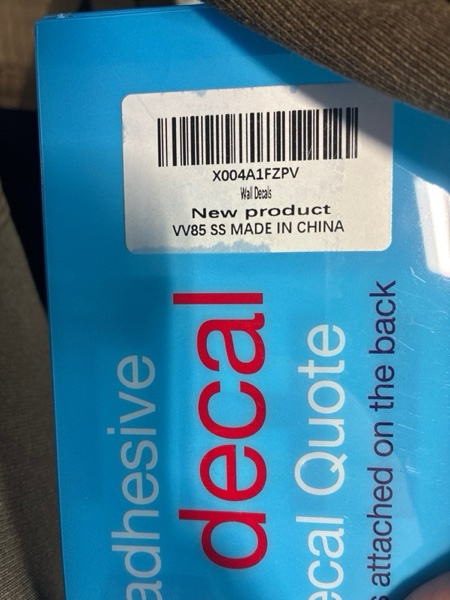 X004A1FZPV
Wall Decals
New product
VV85 SS MADE IN CHINA
adhesive
decal
ecal Quote
s attached on the back